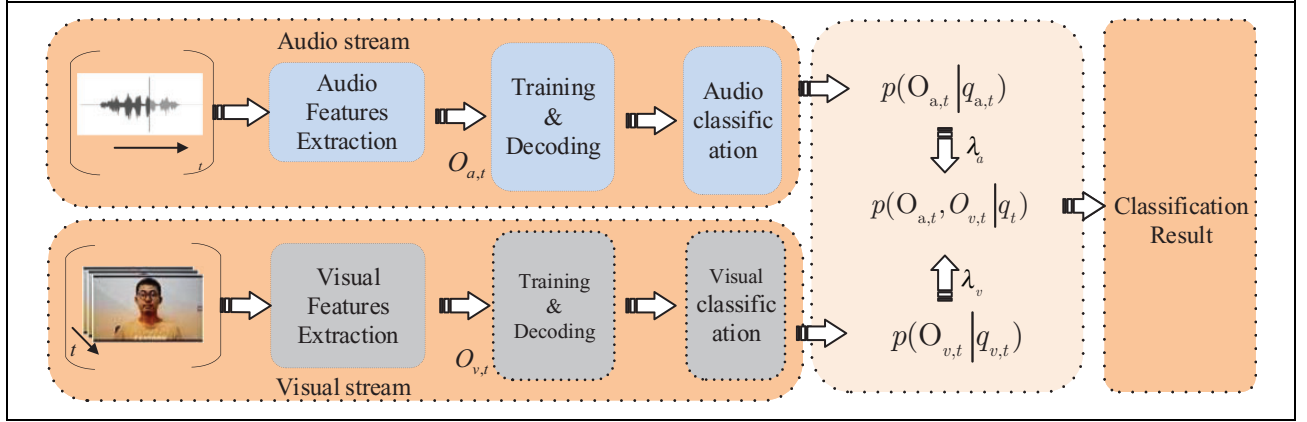 Audio stream
t
Audio
Features
Extraction
O_{a,t}
Training
&
Decoding
Audio
classific
ation
p(O_{a,t}|q_{a,t})
λ_a
p(O_{a,t},O_{v,t}|q_t)
λ_v
p(O_{v,t}|q_{v,t})
Classification
Result
t
Visual
Features
Extraction
O_{v,t}
Training
&
Decoding
Visual
classific
ation
Visual stream